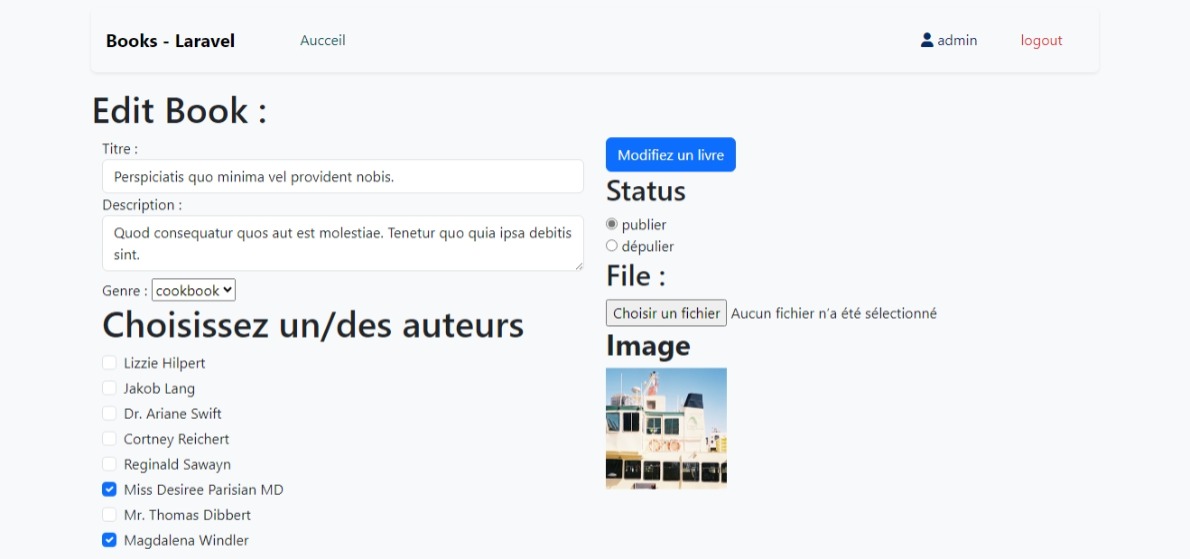 Books - Laravel
Aucceil
admin
logout
Edit Book :
Titre :
Perspiciatis quo minima vel provident nobis.
Description :
Quod consequatur quos aut est molestiae. Tenetur quo quia ipsa debitis
sint.
Genre : cookbook
Choisissez un/des auteurs
Lizzie Hilpert
Jakob Lang
Dr. Ariane Swift
Cortney Reichert
Reginald Sawayn
Miss Desiree Parisian MD
Mr. Thomas Dibbert
Magdalena Windler
Modifiez un livre
Status
publier
dépulier
File :
Choisir un fichier Aucun fichier n'a été sélectionné
Image